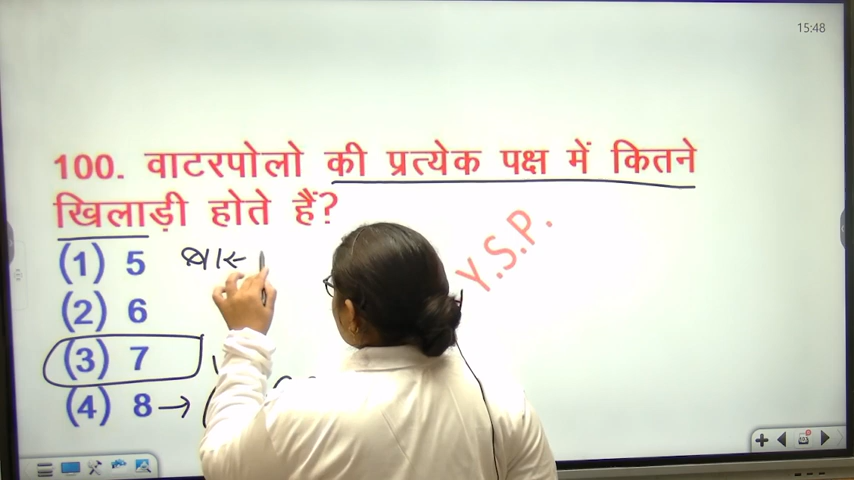 15:48
100. वाटरपोलो की प्रत्येक पक्ष में कितने
खिलाड़ी होते हैं?
(1) 5
(2) 6
(3) 7
(4) 8 →
Y.S.P.